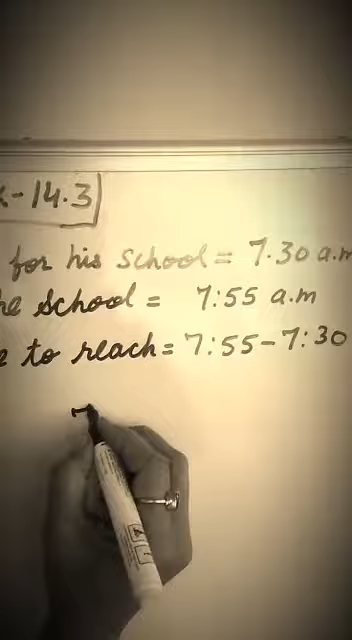 x-14.3
for his school = 7.30 a.m
he school = 7:55 a.m
e to reach = 7:55-7:30